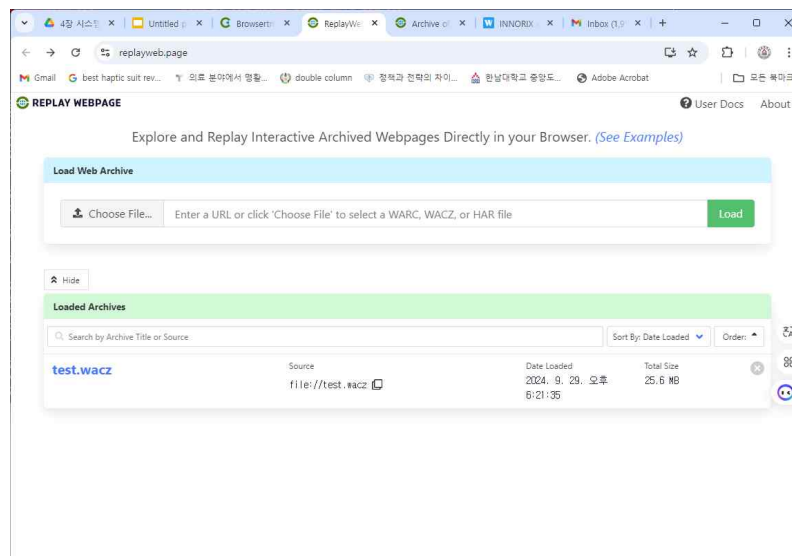 4장 시스템 Untitled p Browsertr ReplayWe Archive of INNORIX Inbox (1,9
replayweb.page
Gmail best haptic suit rev... 의료 분야에서 명활... double column 정책과 전략의 차이... 한남대학교 중앙도... Adobe Acrobat 모든 북마크
REPLAY WEBPAGE User Docs About
Explore and Replay Interactive Archived Webpages Directly in your Browser. (See Examples)
Load Web Archive
Choose File... Enter a URL or click 'Choose File' to select a WARC, WACZ, or HAR file Load
Hide
Loaded Archives
Search by Archive Title or Source Sort By: Date Loaded Order:
test.wacz Source Date Loaded Total Size
file://test.wacz 2024. 9. 29. 오후 25.6 MB
6:21:35